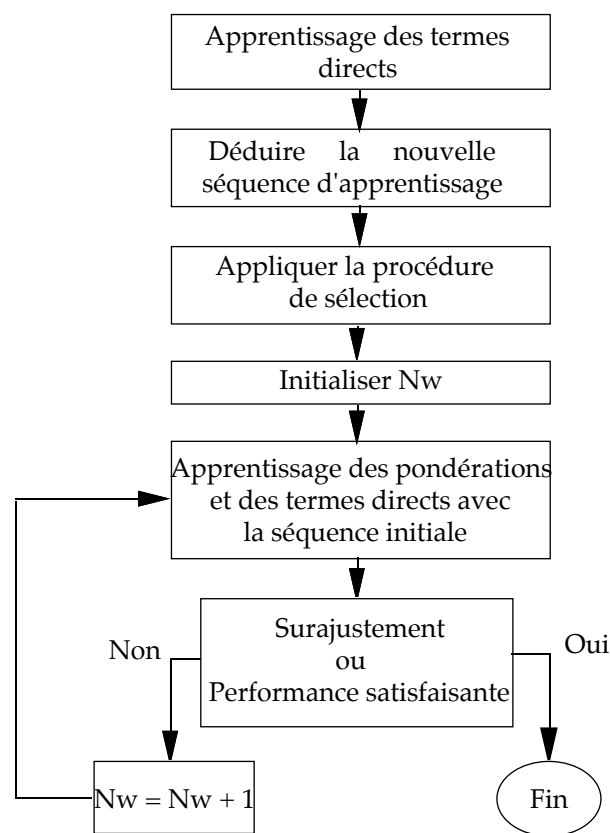 Apprentissage des termes
directs
Déduire la nouvelle
séquence d'apprentissage
Appliquer la procédure
de sélection
Initialiser Nw
Apprentissage des pondérations
et des termes directs avec
la séquence initiale
Surajustement
ou
Performance satisfaisante
Non
Oui
Nw = Nw + 1
Fin